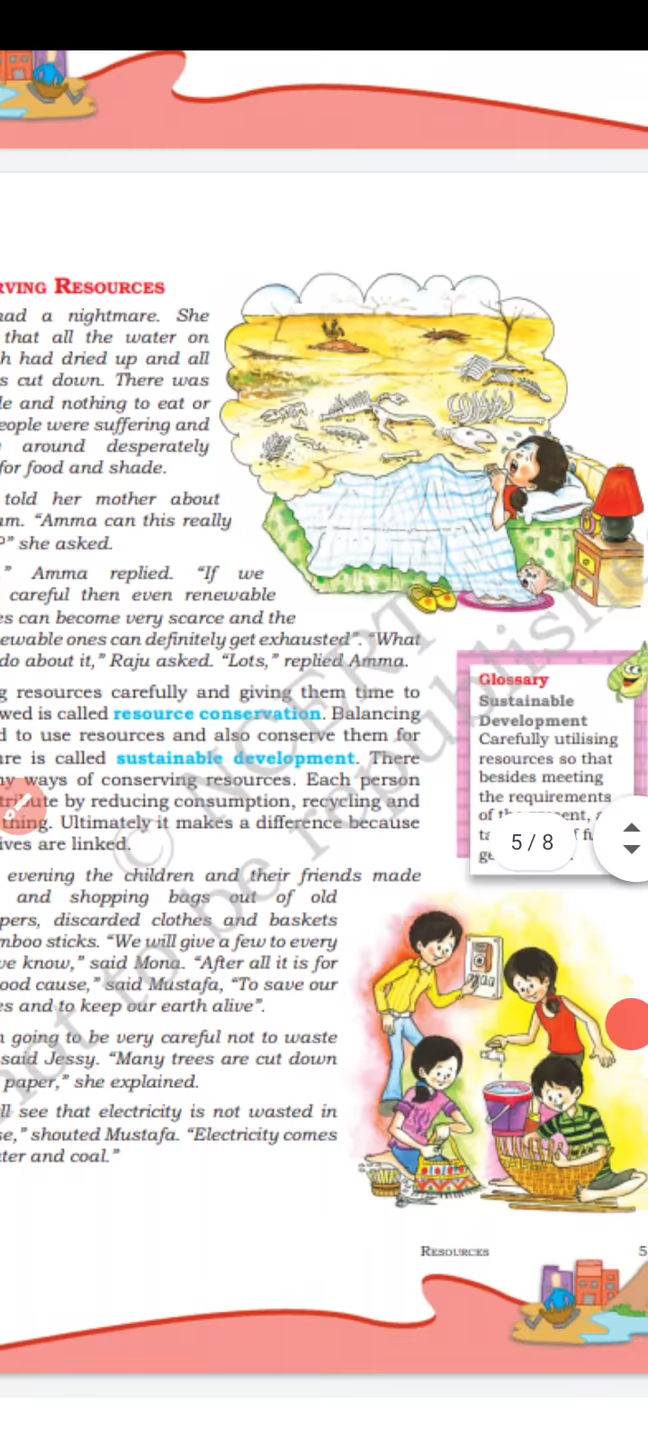 RVING RESOURCES
had a nightmare. She
that all the water on
h had dried up and all
s cut down. There was
le and nothing to eat or
eople were suffering and
around desperately
for food and shade.
told her mother about
am. “Amma can this really
?” she asked.
” Amma replied. “If we
careful then even renewable
es can become very scarce and the
ewable ones can definitely get exhausted”. “What
do about it,” Raju asked. “Lots,” replied Amma.
g resources carefully and giving them time to
wed is called resource conservation. Balancing
d to use resources and also conserve them for
ure is called sustainable development. There
ny ways of conserving resources. Each person
tribute by reducing consumption, recycling and
thing. Ultimately it makes a difference because
ives are linked.
Glossary
Sustainable
Development
Carefully utilising
resources so that
besides meeting
the requirements
of
5 / 8
evening the children and their friends made
and shopping bags out of old
pers, discarded clothes and baskets
mboo sticks. “We will give a few to every
we know,” said Mona. “After all it is for
ood cause,” said Mustafa, “To save our
es and to keep our earth alive”.
m going to be very careful not to waste
said Jessy. “Many trees are cut down
paper,” she explained.
ll see that electricity is not wasted in
se,” shouted Mustafa. “Electricity comes
ter and coal.”
RESOURCES
5
© NCERT
not to be republished